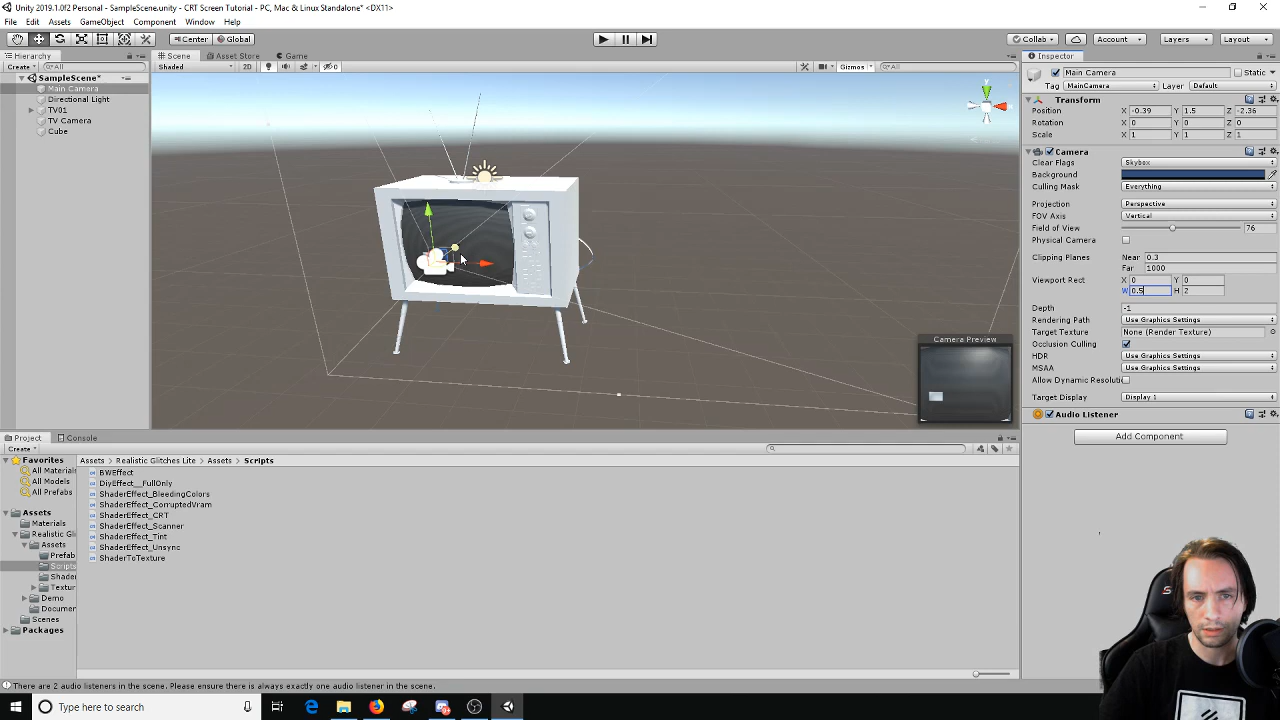 Unity 2019.1.0f2 Personal - SampleScene.unity - CRT Screen Tutorial - PC, Mac & Linux Standalone* <DX11>
File Edit Assets GameObject Component Window Help
Center Global Collab Account Layers Layout
Hierarchy Scene Asset Store Game Inspector
Create All Shaded 2D 0 Gizmos All
Main Camera Static
SampleScene*
Tag MainCamera Layer Default
Main Camera
Directional Light
TV01
TV Camera
Cube
Y
X
Transform
Position X -0.39 Y 1.5 Z -2.36
Rotation X 0 Y 0 Z 0
Scale X 1 Y 1 Z 1
Camera
Clear Flags Skybox
Background
Culling Mask Everything
Projection Perspective
FOV Axis Vertical
Field of View 76
Physical Camera
Clipping Planes Near 0.3
Far 1000
Viewport Rect X 0 Y 0
W 0.5 H 2
Depth -1
Rendering Path Use Graphics Settings
Target Texture None (Render Texture)
Occlusion Culling
HDR Use Graphics Settings
MSAA Use Graphics Settings
Allow Dynamic Resoluti
Target Display Display 1
Audio Listener
Add Component
Camera Preview
Project Console
Create
Favorites
All Material
All Models
All Prefabs
Assets
Materials
Realistic Glit
Assets
Prefab
Scripts
Shader
Textur
Demo
Documer
Scenes
Packages
Assets Realistic Glitches Lite Assets Scripts
BWEffect
DiyEffect__FullOnly
ShaderEffect_BleedingColors
ShaderEffect_CorruptedVram
ShaderEffect_CRT
ShaderEffect_Scanner
ShaderEffect_Tint
ShaderEffect_Unsync
ShaderToTexture
There are 2 audio listeners in the scene. Please ensure there is always exactly one audio listener in the scene.
Type here to search